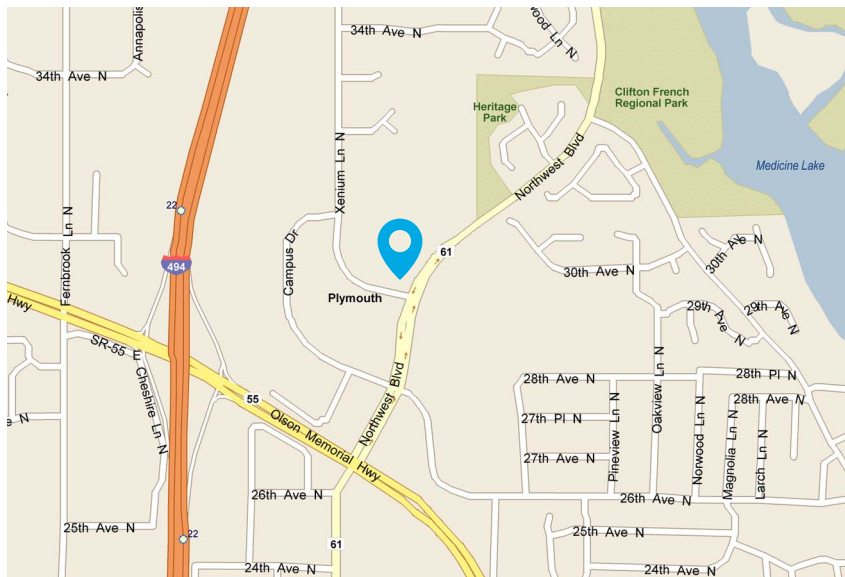 34th Ave N
wood Ln N
Annapolis
34th Ave N
Heritage
Park
Clifton French
Regional Park
Medicine Lake
Northwest Blvd
Xenium Ln N
22
Fernbrook Ln N
Campus Dr
61
30th Ave N
30th Ave N
494
Plymouth
29th Ave N
29th Ave N
Hwy
SR-55 E
Cheshire Ln N
55
Olson Memorial Hwy
Northwest Blvd
28th Ave N
28th Pl N
28th Ave N
27th Pl N
27th Ave N
Pineview Ln N
Oakview Ln N
Norwood Ln N
Magnolia Ln N
Larch Ln N
e N
26th Ave N
26th Ave N
25th Ave N
25th Ave N
22
61
24th Ave N
24th Ave N